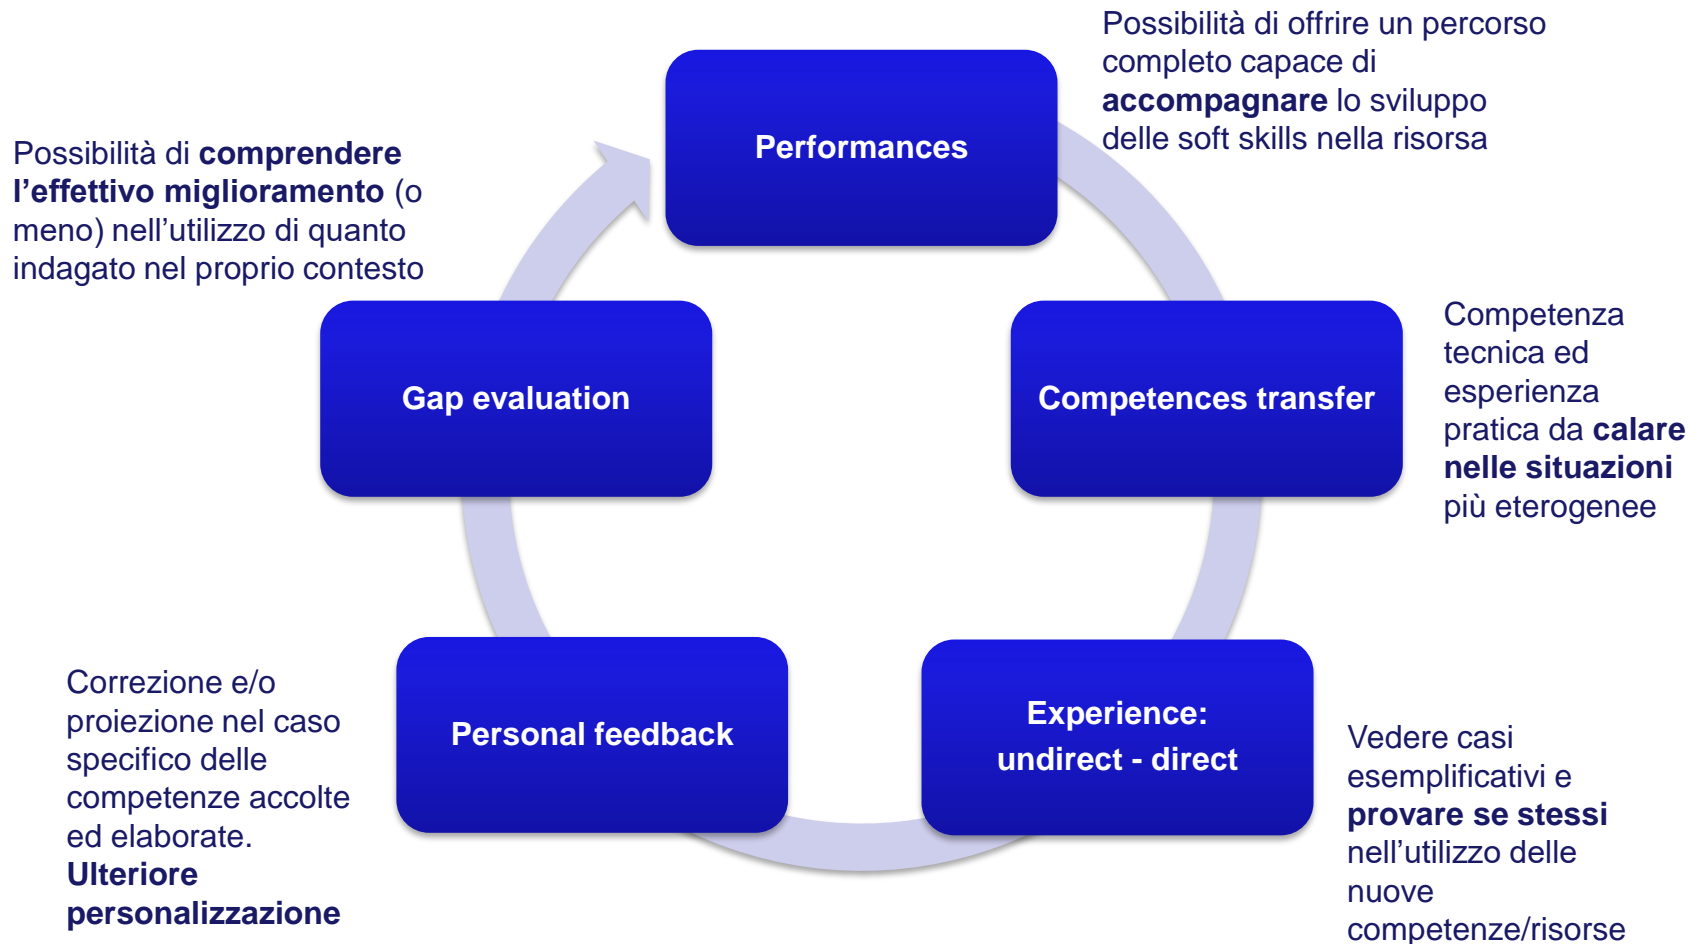 Performances
Possibilità di offrire un percorso
completo capace di
accompagnare lo sviluppo
delle soft skills nella risorsa
Competences transfer
Competenza
tecnica ed
esperienza
pratica da calare
nelle situazioni
più eterogenee
Experience:
undirect - direct
Vedere casi
esemplificativi e
provare se stessi
nell’utilizzo delle
nuove
competenze/risorse
Personal feedback
Correzione e/o
proiezione nel caso
specifico delle
competenze accolte
ed elaborate.
Ulteriore
personalizzazione
Gap evaluation
Possibilità di comprendere
l’effettivo miglioramento (o
meno) nell’utilizzo di quanto
indagato nel proprio contesto